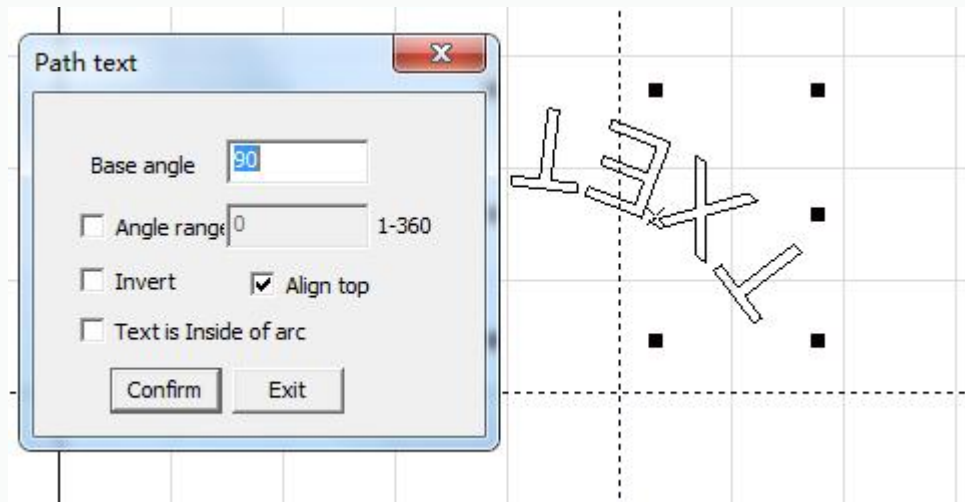 Path text
Base angle 90
Angle range 0 1-360
Invert Align top
Text is Inside of arc
Confirm Exit
TEXT